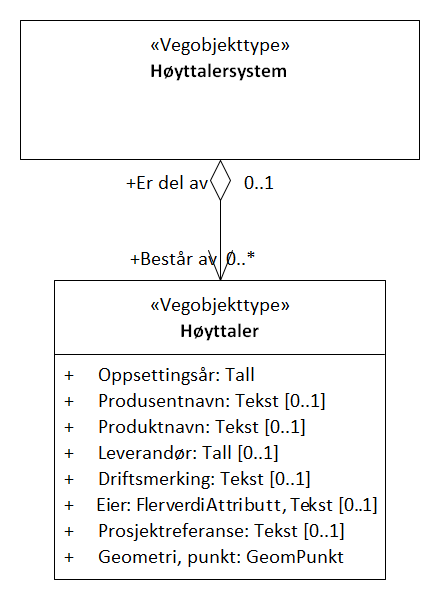 «Vegobjekttype»
Høyttalersystem
+Er del av 0..1
+Består av 0..*
«Vegobjekttype»
Høyttaler
+ Oppsettingsår: Tall
+ Produsentnavn: Tekst [0..1]
+ Produktnavn: Tekst [0..1]
+ Leverandør: Tall [0..1]
+ Driftsmerking: Tekst [0..1]
+ Eier: FlerverdiAttributt, Tekst [0..1]
+ Prosjektreferanse: Tekst [0..1]
+ Geometri, punkt: GeomPunkt